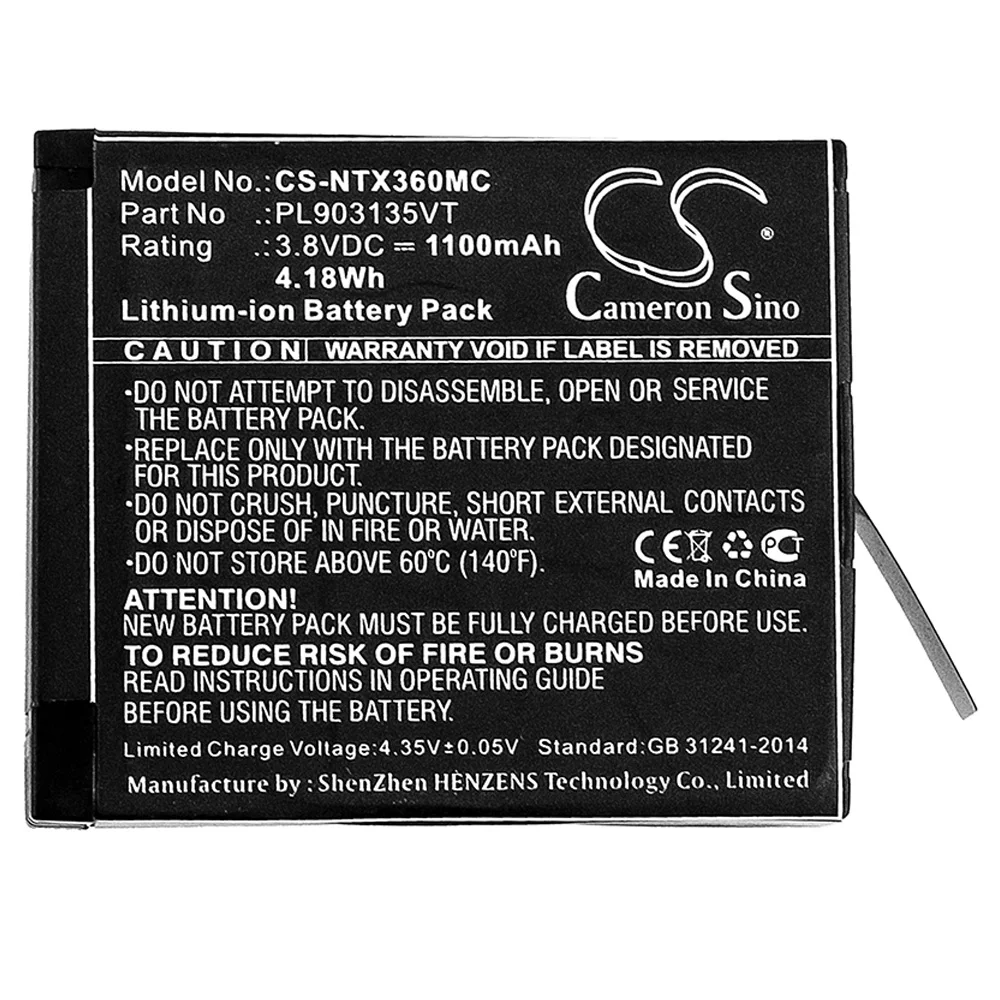 Model No.:CS-NTX360MC
Part No .:PL903135VT
Rating .:3.8VDC ⎓ 1100mAh
4.18Wh
Lithium-ion Battery Pack
CS ®
Cameron Sino
CAUTION| WARRANTY VOID IF LABEL IS REMOVED
•DO NOT ATTEMPT TO DISASSEMBLE, OPEN OR SERVICE
THE BATTERY PACK.
•REPLACE ONLY WITH THE BATTERY PACK DESIGNATED
FOR THIS PRODUCT.
•DO NOT CRUSH, PUNCTURE, SHORT EXTERNAL CONTACTS
OR DISPOSE OF IN FIRE OR WATER.
•DO NOT STORE ABOVE 60°C (140°F).
CE PCT
Made In China
ATTENTION!
NEW BATTERY PACK MUST BE FULLY CHARGED BEFORE USE.
TO REDUCE RISK OF FIRE OR BURNS
READ INSTRUCTIONS IN OPERATING GUIDE
BEFORE USING THE BATTERY.
Limited Charge Voltage:4.35V±0.05V Standard:GB 31241-2014
Manufacture by : ShenZhen HENZENS Technology Co., Limited